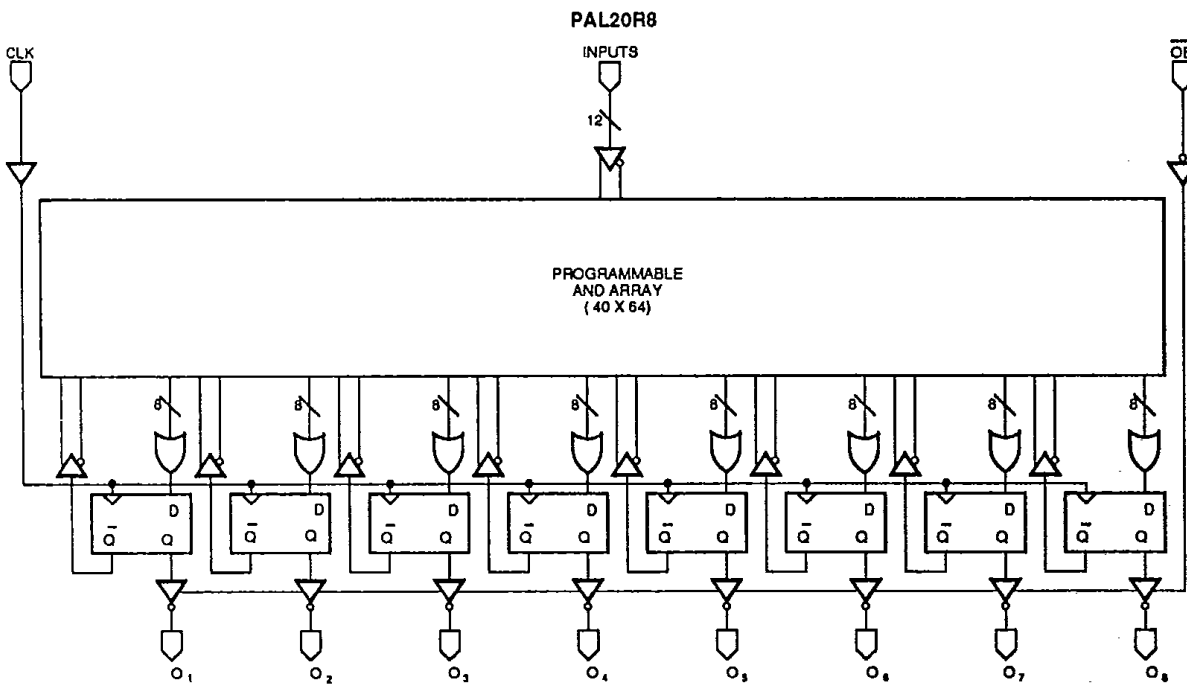 PAL20R8
CLK INPUTS OE
12
PROGRAMMABLE
AND ARRAY
( 40 X 64)
8 8 8 8 8 8 8 8
D D D D D D D D
Q̅ Q Q̅ Q Q̅ Q Q̅ Q Q̅ Q Q̅ Q Q̅ Q Q̅ Q
O₁ O₂ O₃ O₄ O₅ O₆ O₇ O₈